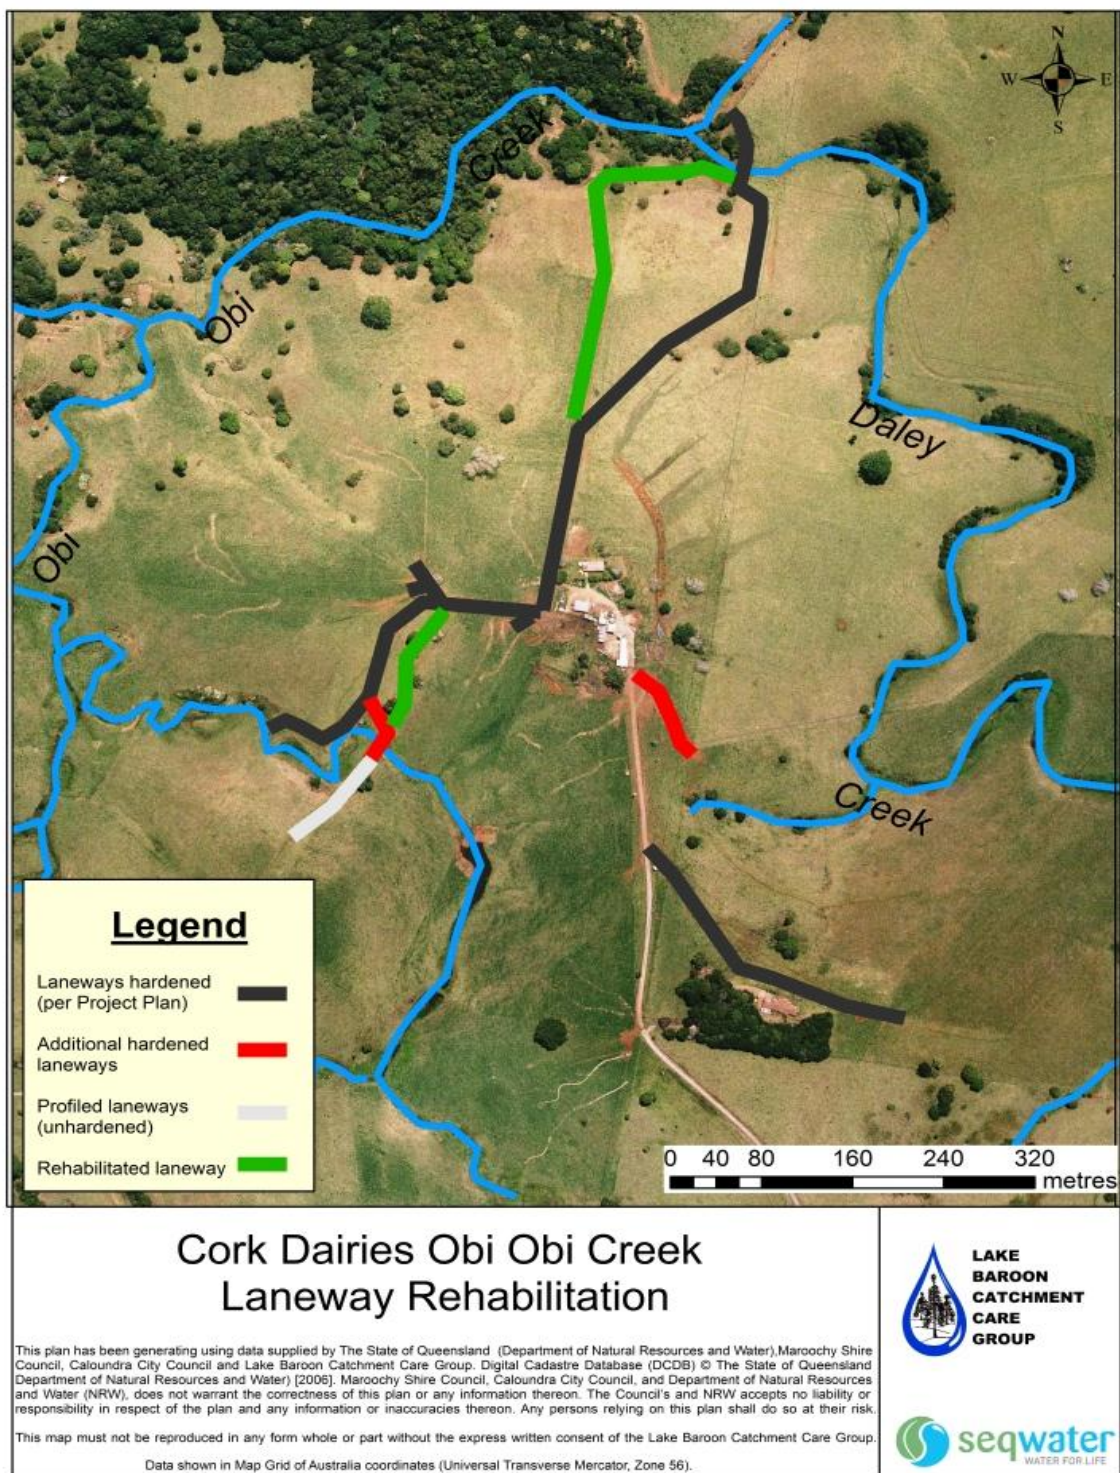 N
W E
S
Creek
Obi
Obi
Daley
Creek
Legend
Laneways hardened
(per Project Plan)
Additional hardened
laneways
Profiled laneways
(unhardened)
Rehabilitated laneway
0 40 80 160 240 320
metres
Cork Dairies Obi Obi Creek
Laneway Rehabilitation
This plan has been generating using data supplied by The State of Queensland (Department of Natural Resources and Water),Maroochy Shire
Council, Caloundra City Council and Lake Baroon Catchment Care Group. Digital Cadastre Database (DCDB) © The State of Queensland
Department of Natural Resources and Water) [2006]. Maroochy Shire Council, Caloundra City Council, and Department of Natural Resources
and Water (NRW), does not warrant the correctness of this plan or any information thereon. The Council's and NRW accepts no liability or
responsibility in respect of the plan and any information or inaccuracies thereon. Any persons relying on this plan shall do so at their risk.
This map must not be reproduced in any form whole or part without the express written consent of the Lake Baroon Catchment Care Group.
Data shown in Map Grid of Australia coordinates (Universal Transverse Mercator, Zone 56).
LAKE
BAROON
CATCHMENT
CARE
GROUP
seqwater
WATER FOR LIFE